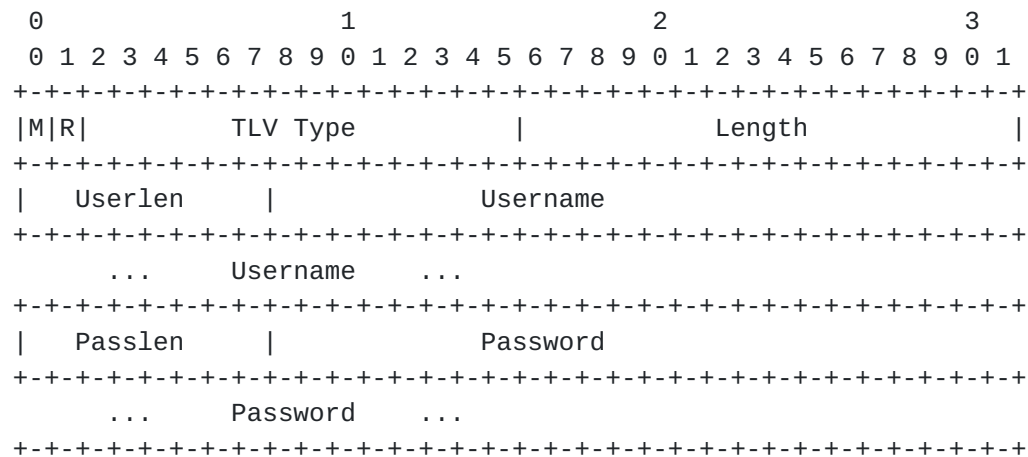 0                   1                   2                   3
 0 1 2 3 4 5 6 7 8 9 0 1 2 3 4 5 6 7 8 9 0 1 2 3 4 5 6 7 8 9 0 1
+-+-+-+-+-+-+-+-+-+-+-+-+-+-+-+-+-+-+-+-+-+-+-+-+-+-+-+-+-+-+-+-+
|M|R|         TLV Type          |            Length             |
+-+-+-+-+-+-+-+-+-+-+-+-+-+-+-+-+-+-+-+-+-+-+-+-+-+-+-+-+-+-+-+-+
|   Userlen     |             Username
+-+-+-+-+-+-+-+-+-+-+-+-+-+-+-+-+-+-+-+-+-+-+-+-+-+-+-+-+-+-+-+-+
      ...     Username    ...
+-+-+-+-+-+-+-+-+-+-+-+-+-+-+-+-+-+-+-+-+-+-+-+-+-+-+-+-+-+-+-+-+
|   Passlen     |             Password
+-+-+-+-+-+-+-+-+-+-+-+-+-+-+-+-+-+-+-+-+-+-+-+-+-+-+-+-+-+-+-+-+
      ...     Password    ...
+-+-+-+-+-+-+-+-+-+-+-+-+-+-+-+-+-+-+-+-+-+-+-+-+-+-+-+-+-+-+-+-+